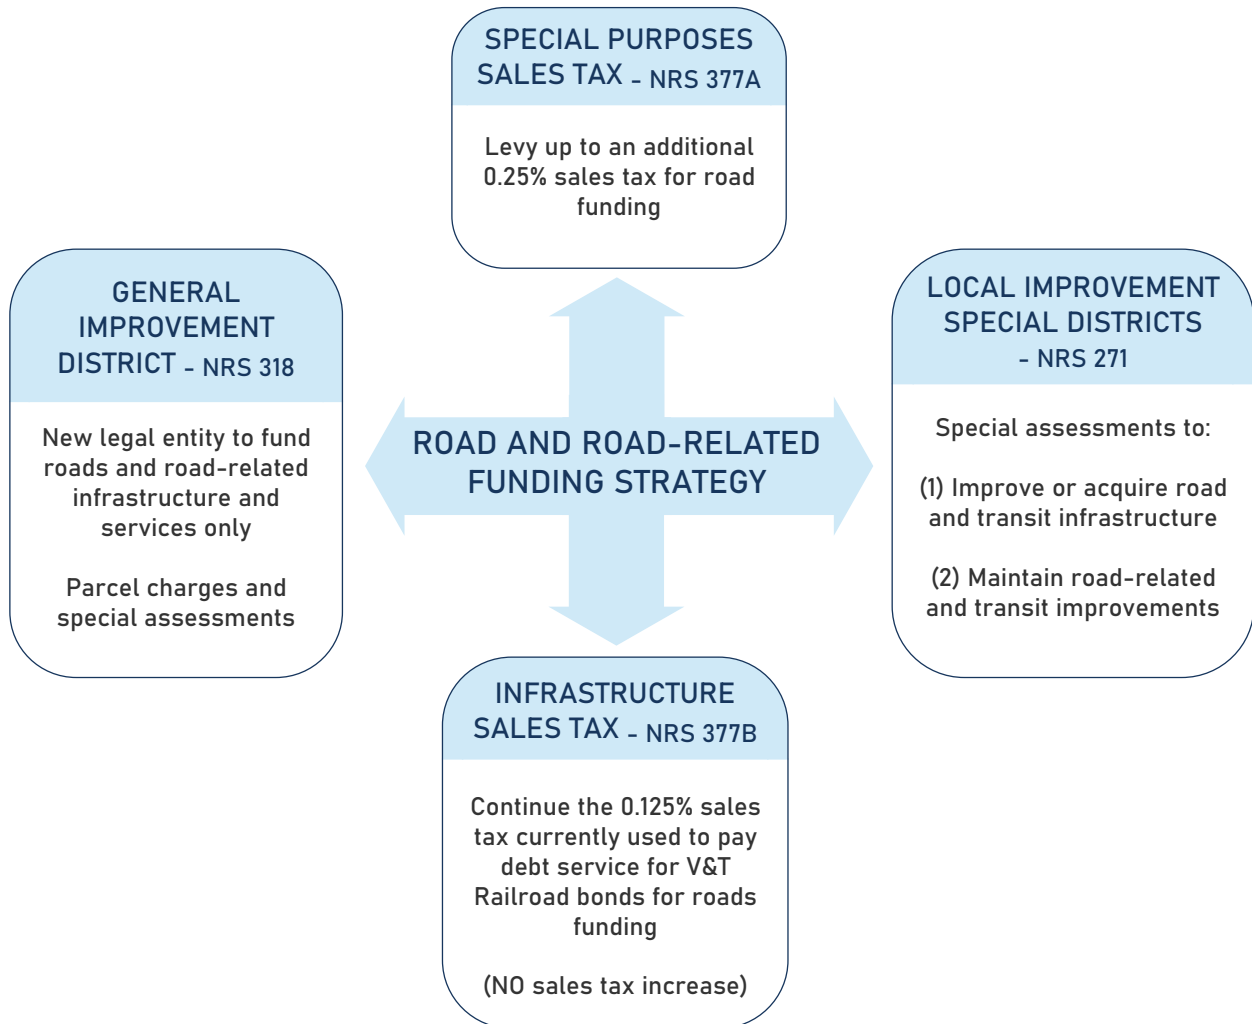 SPECIAL PURPOSES
SALES TAX - NRS 377A
Levy up to an additional
0.25% sales tax for road
funding
GENERAL
IMPROVEMENT
DISTRICT - NRS 318
New legal entity to fund
roads and road-related
infrastructure and
services only
Parcel charges and
special assessments
ROAD AND ROAD-RELATED
FUNDING STRATEGY
LOCAL IMPROVEMENT
SPECIAL DISTRICTS
- NRS 271
Special assessments to:
(1) Improve or acquire road
and transit infrastructure
(2) Maintain road-related
and transit improvements
INFRASTRUCTURE
SALES TAX - NRS 377B
Continue the 0.125% sales
tax currently used to pay
debt service for V&T
Railroad bonds for roads
funding
(NO sales tax increase)